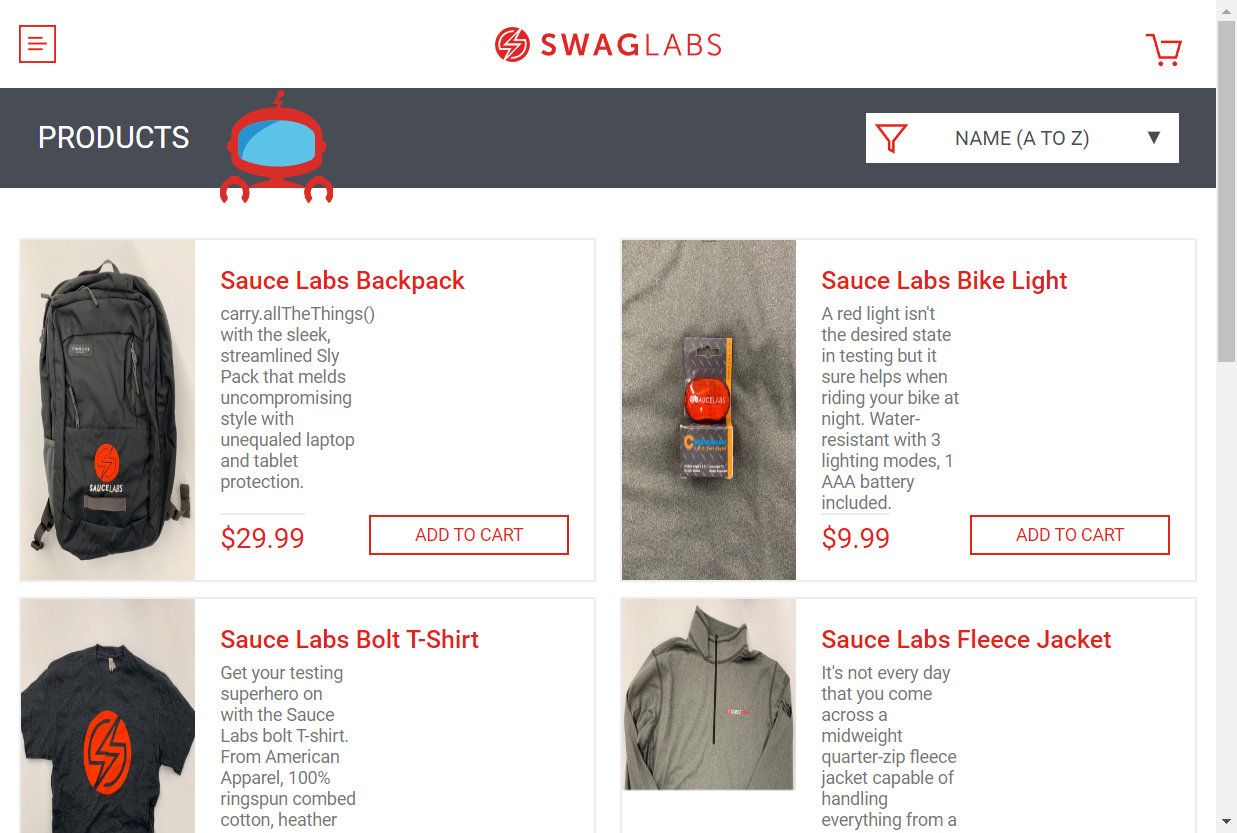 SWAGLABS
PRODUCTS
NAME (A TO Z)
Sauce Labs Backpack
carry.allTheThings()
with the sleek,
streamlined Sly
Pack that melds
uncompromising
style with
unequaled laptop
and tablet
protection.
$29.99
ADD TO CART
SAUCELABS
Sauce Labs Bike Light
A red light isn't
the desired state
in testing but it
sure helps when
riding your bike at
night. Water-
resistant with 3
lighting modes, 1
AAA battery
included.
$9.99
ADD TO CART
SAUCELABS
Sauce Labs Bolt T-Shirt
Get your testing
superhero on
with the Sauce
Labs bolt T-shirt.
From American
Apparel, 100%
ringspun combed
cotton, heather
Sauce Labs Fleece Jacket
It's not every day
that you come
across a
midweight
quarter-zip fleece
jacket capable of
handling
everything from a